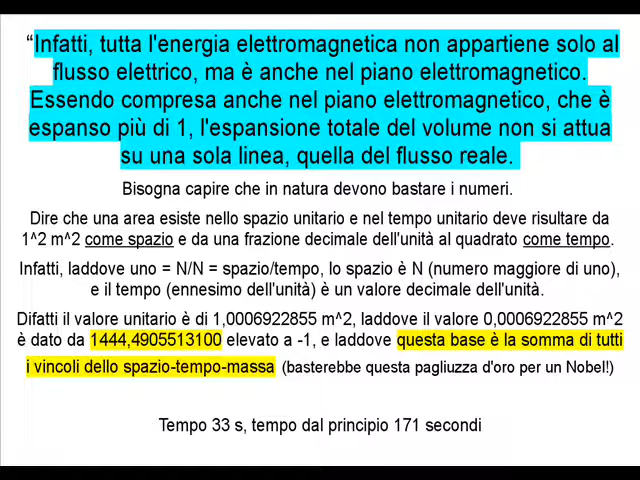 “Infatti, tutta l'energia elettromagnetica non appartiene solo al
flusso elettrico, ma è anche nel piano elettromagnetico.
Essendo compresa anche nel piano elettromagnetico, che è
espanso più di 1, l'espansione totale del volume non si attua
su una sola linea, quella del flusso reale.
Bisogna capire che in natura devono bastare i numeri.
Dire che una area esiste nello spazio unitario e nel tempo unitario deve risultare da
1^2 m^2 come spazio e da una frazione decimale dell'unità al quadrato come tempo.
Infatti, laddove uno = N/N = spazio/tempo, lo spazio è N (numero maggiore di uno),
e il tempo (ennesimo dell'unità) è un valore decimale dell'unità.
Difatti il valore unitario è di 1,0006922855 m^2, laddove il valore 0,0006922855 m^2
è dato da 1444,4905513100 elevato a -1, e laddove questa base è la somma di tutti
i vincoli dello spazio-tempo-massa (basterebbe questa pagliuzza d'oro per un Nobel!)
Tempo 33 s, tempo dal principio 171 secondi